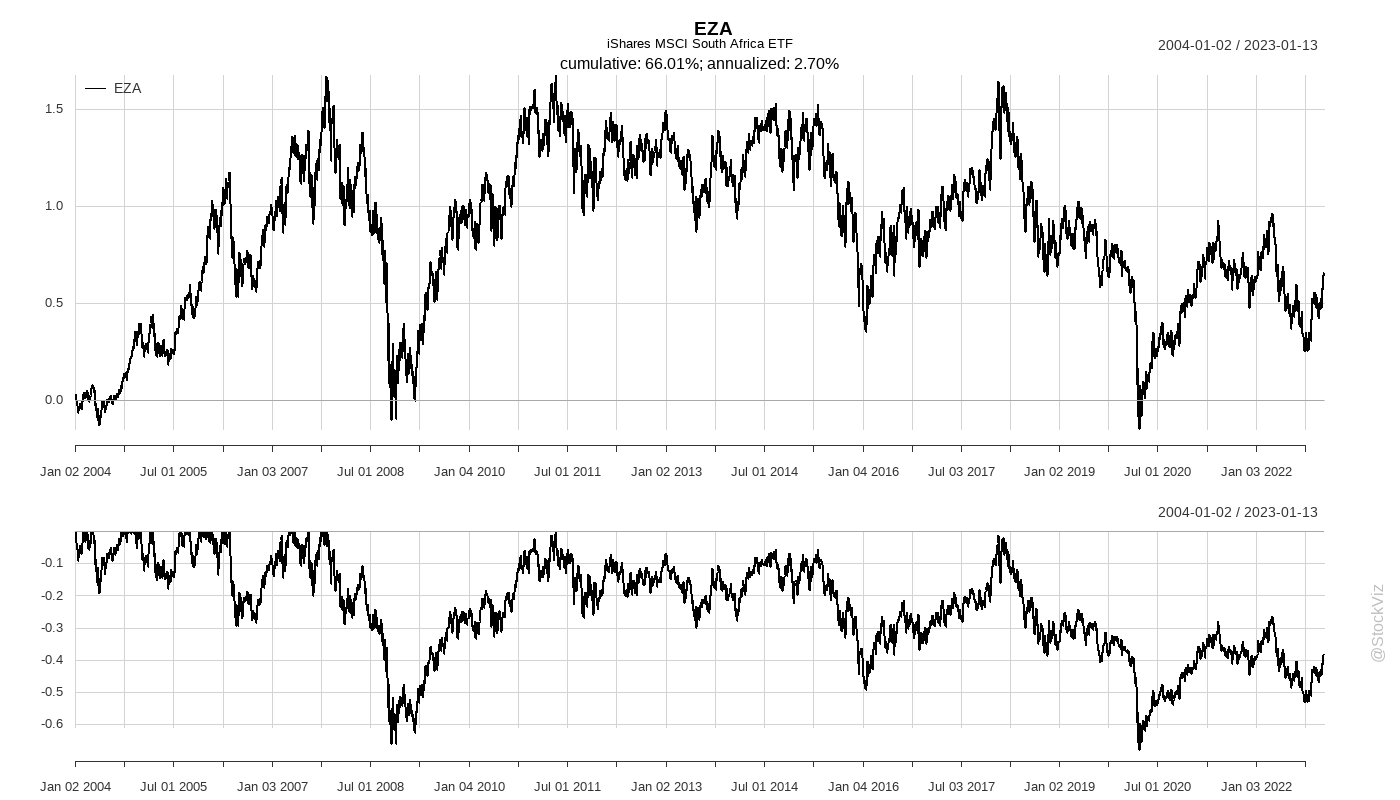 EZA
iShares MSCI South Africa ETF
2004-01-02 / 2023-01-13
cumulative: 66.01%; annualized: 2.70%
EZA
1.5
1.0
0.5
0.0
Jan 02 2004 Jul 01 2005 Jan 03 2007 Jul 01 2008 Jan 04 2010 Jul 01 2011 Jan 02 2013 Jul 01 2014 Jan 04 2016 Jul 03 2017 Jan 02 2019 Jul 01 2020 Jan 03 2022
2004-01-02 / 2023-01-13
-0.1
-0.2
-0.3
-0.4
-0.5
-0.6
Jan 02 2004 Jul 01 2005 Jan 03 2007 Jul 01 2008 Jan 04 2010 Jul 01 2011 Jan 02 2013 Jul 01 2014 Jan 04 2016 Jul 03 2017 Jan 02 2019 Jul 01 2020 Jan 03 2022
@StockViz